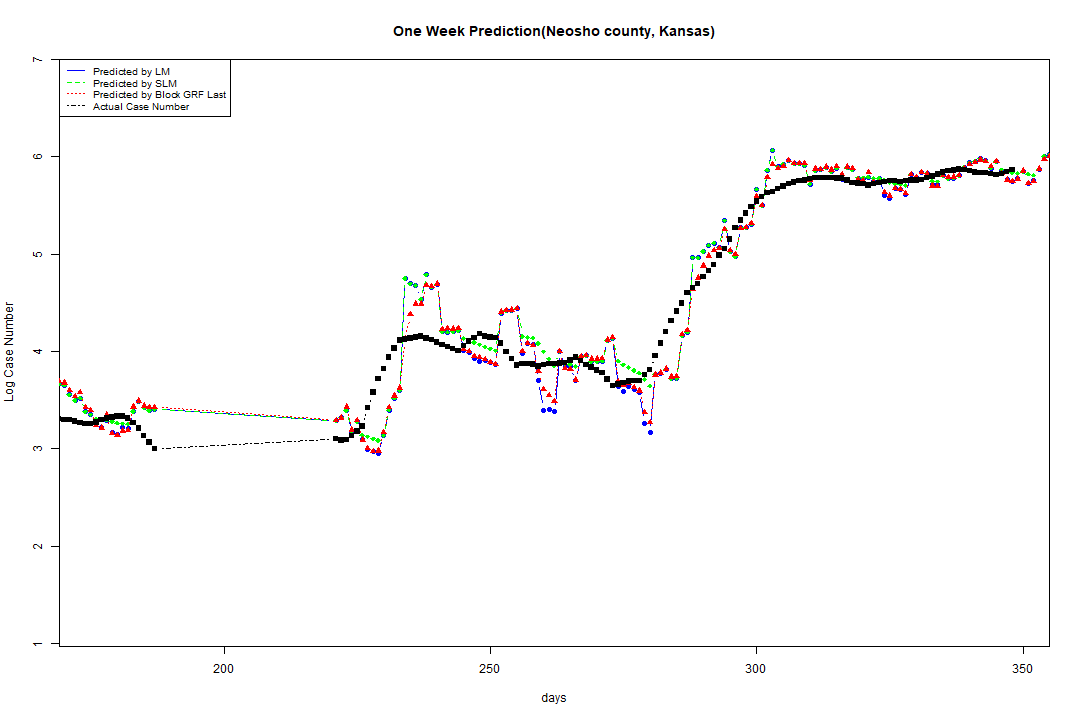 One Week Prediction(Neosho county, Kansas)
Predicted by LM
Predicted by SLM
Predicted by Block GRF Last
Actual Case Number
Log Case Number
7
6
5
4
3
2
1
200
250
300
350
days